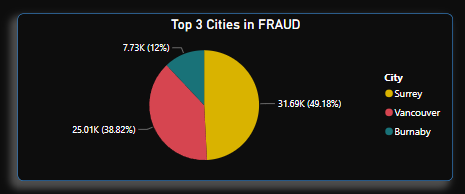 Top 3 Cities in FRAUD
7.73K (12%)
City
Surrey
31.69K (49.18%)
Vancouver
25.01K (38.82%)
Burnaby